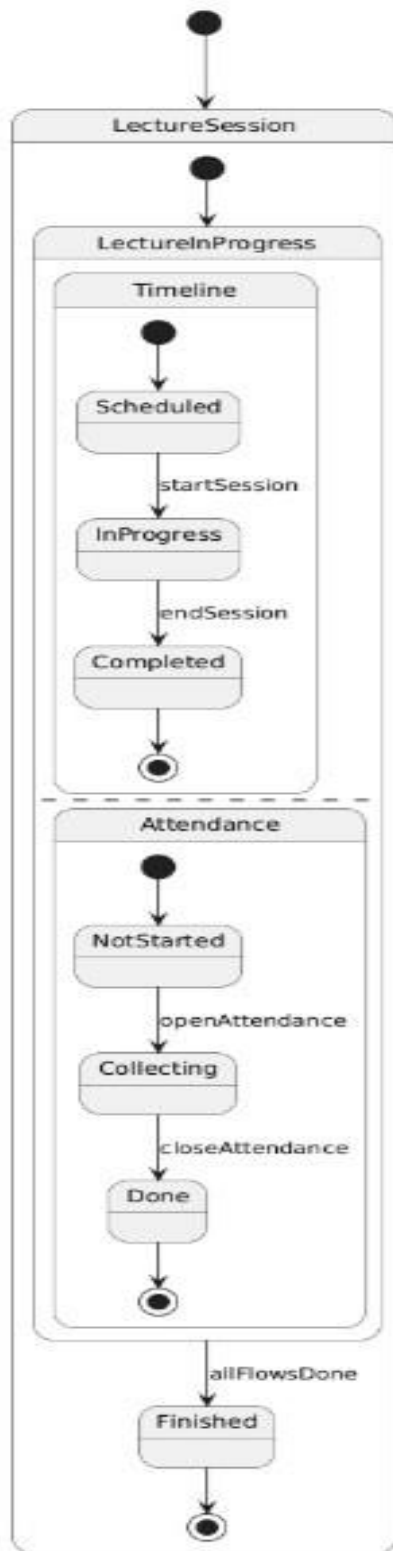 LectureSession
LectureInProgress
Timeline
Scheduled
startSession
InProgress
endSession
Completed
Attendance
NotStarted
openAttendance
Collecting
closeAttendance
Done
allFlowsDone
Finished